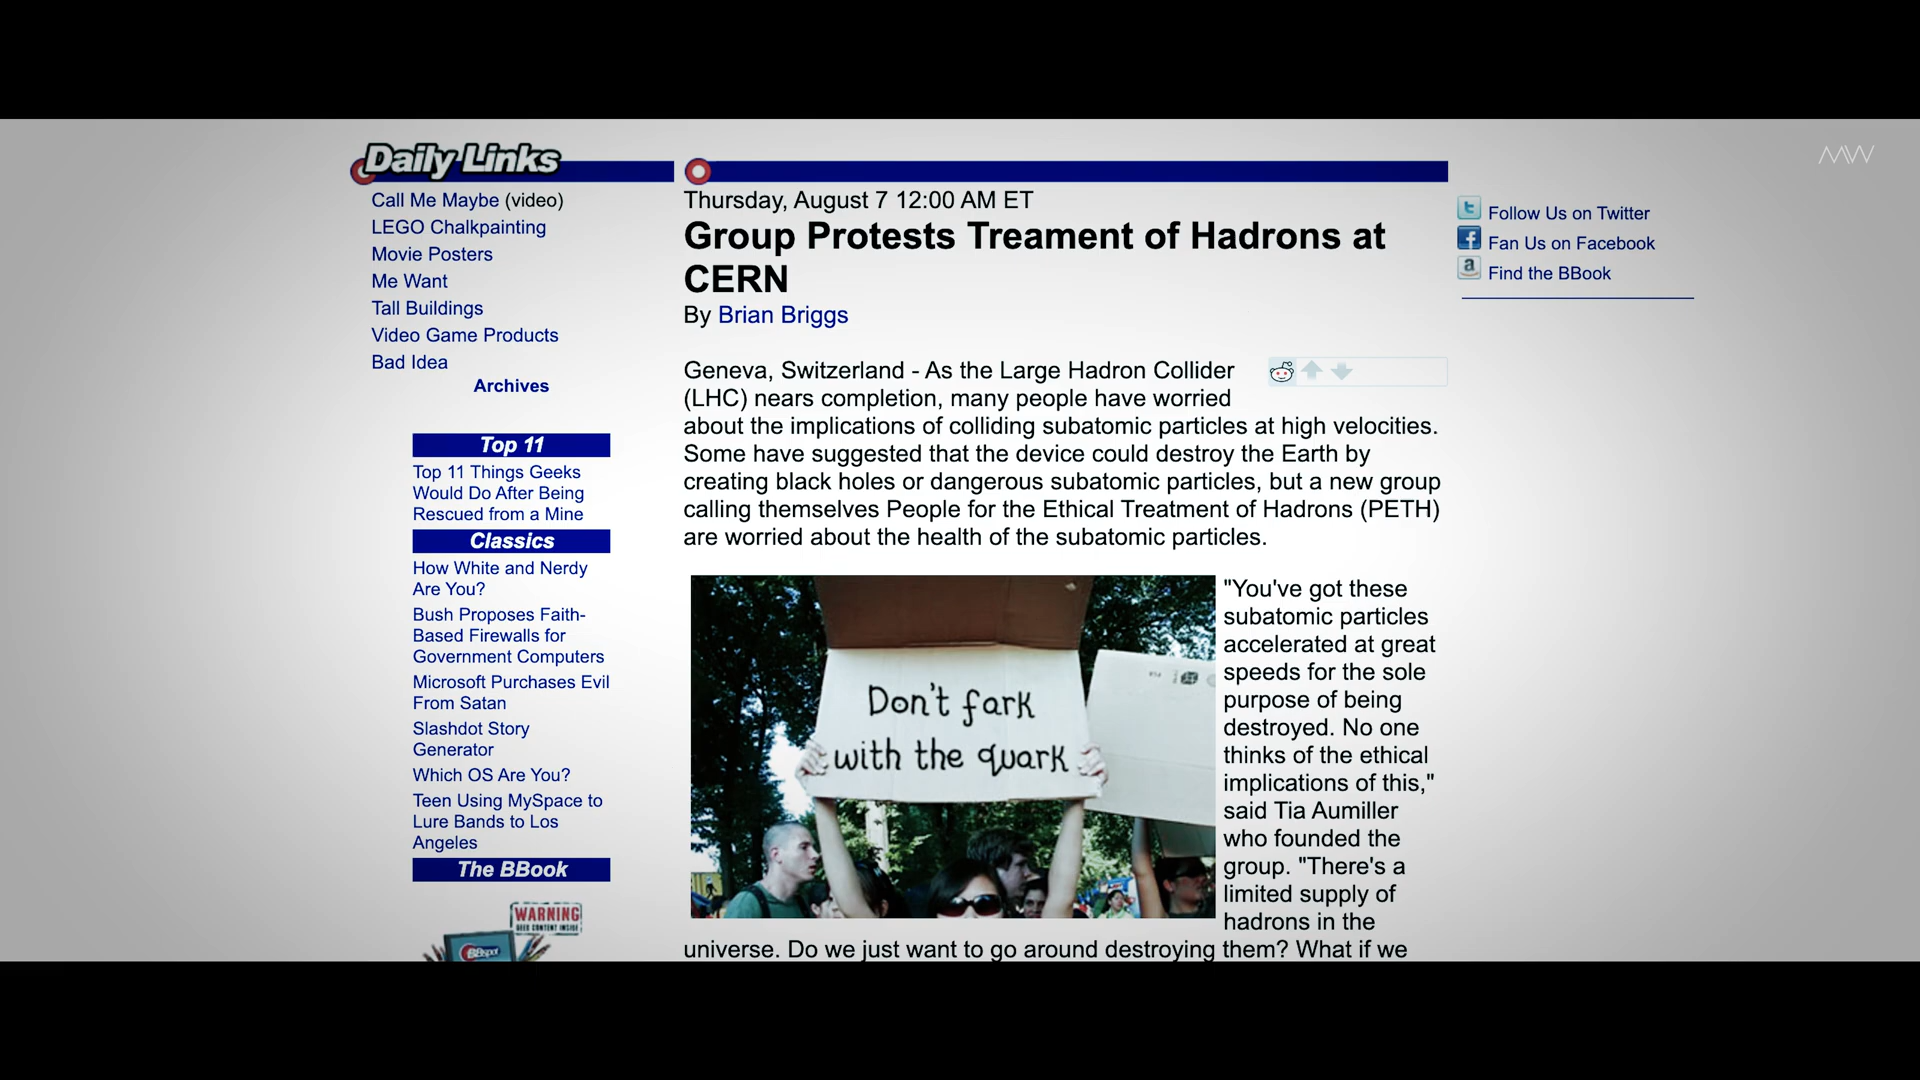 Daily Links
Call Me Maybe (video)
LEGO Chalkpainting
Movie Posters
Me Want
Tall Buildings
Video Game Products
Bad Idea
Archives
Top 11
Top 11 Things Geeks
Would Do After Being
Rescued from a Mine
Classics
How White and Nerdy
Are You?
Bush Proposes Faith-
Based Firewalls for
Government Computers
Microsoft Purchases Evil
From Satan
Slashdot Story
Generator
Which OS Are You?
Teen Using MySpace to
Lure Bands to Los
Angeles
The BBook
WARNING
GEEK CONTENT INSIDE
BBspot
Thursday, August 7 12:00 AM ET
Group Protests Treament of Hadrons at
CERN
By Brian Briggs
Geneva, Switzerland - As the Large Hadron Collider
(LHC) nears completion, many people have worried
about the implications of colliding subatomic particles at high velocities.
Some have suggested that the device could destroy the Earth by
creating black holes or dangerous subatomic particles, but a new group
calling themselves People for the Ethical Treatment of Hadrons (PETH)
are worried about the health of the subatomic particles.
Don't fark
with the quark
"You've got these
subatomic particles
accelerated at great
speeds for the sole
purpose of being
destroyed. No one
thinks of the ethical
implications of this,"
said Tia Aumiller
who founded the
group. "There's a
limited supply of
hadrons in the
universe. Do we just want to go around destroying them? What if we
Follow Us on Twitter
Fan Us on Facebook
Find the BBook
MW